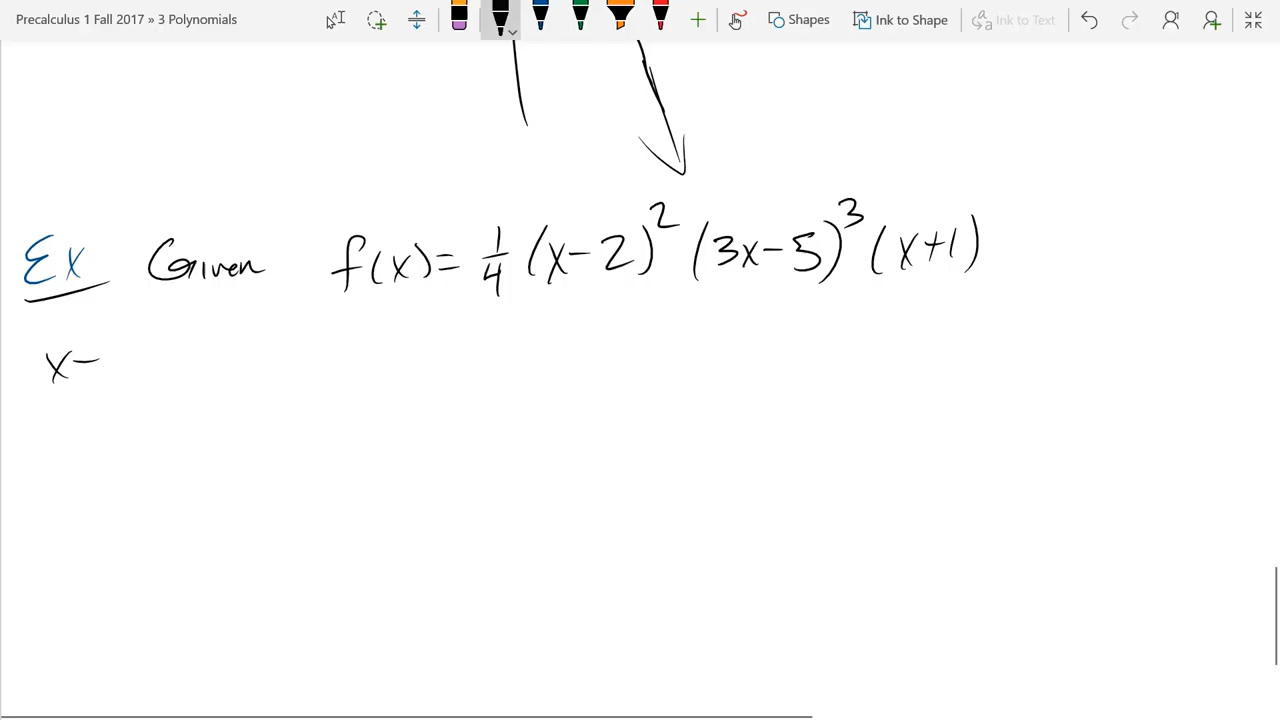 Precalculus 1 Fall 2017 » 3 Polynomials
Shapes
Ink to Shape
Ink to Text
Ex Given f(x) = 1/4 (x-2)^2 (3x-5)^3 (x+1)
x-